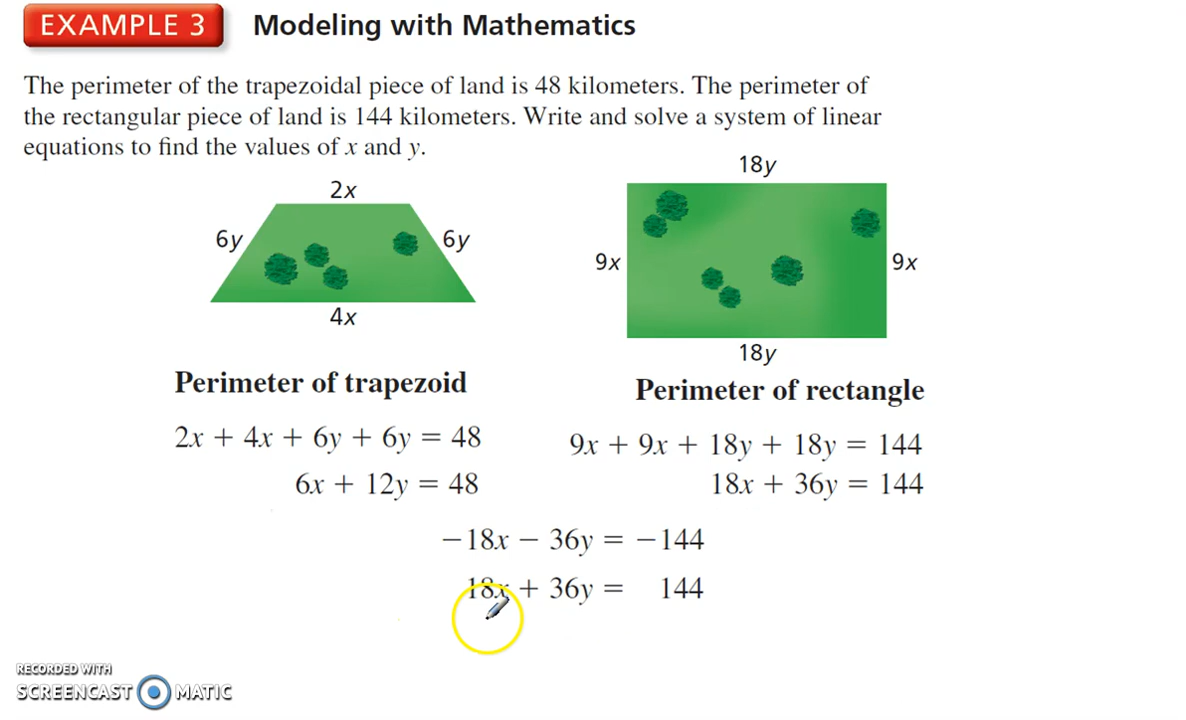 EXAMPLE 3 Modeling with Mathematics
The perimeter of the trapezoidal piece of land is 48 kilometers. The perimeter of
the rectangular piece of land is 144 kilometers. Write and solve a system of linear
equations to find the values of x and y.
2x
6y 6y
4x
18y
9x 9x
18y
Perimeter of trapezoid
2x + 4x + 6y + 6y = 48
6x + 12y = 48
Perimeter of rectangle
9x + 9x + 18y + 18y = 144
18x + 36y = 144
−18x − 36y = −144
18x + 36y = 144
RECORDED WITH
SCREENCAST MATIC